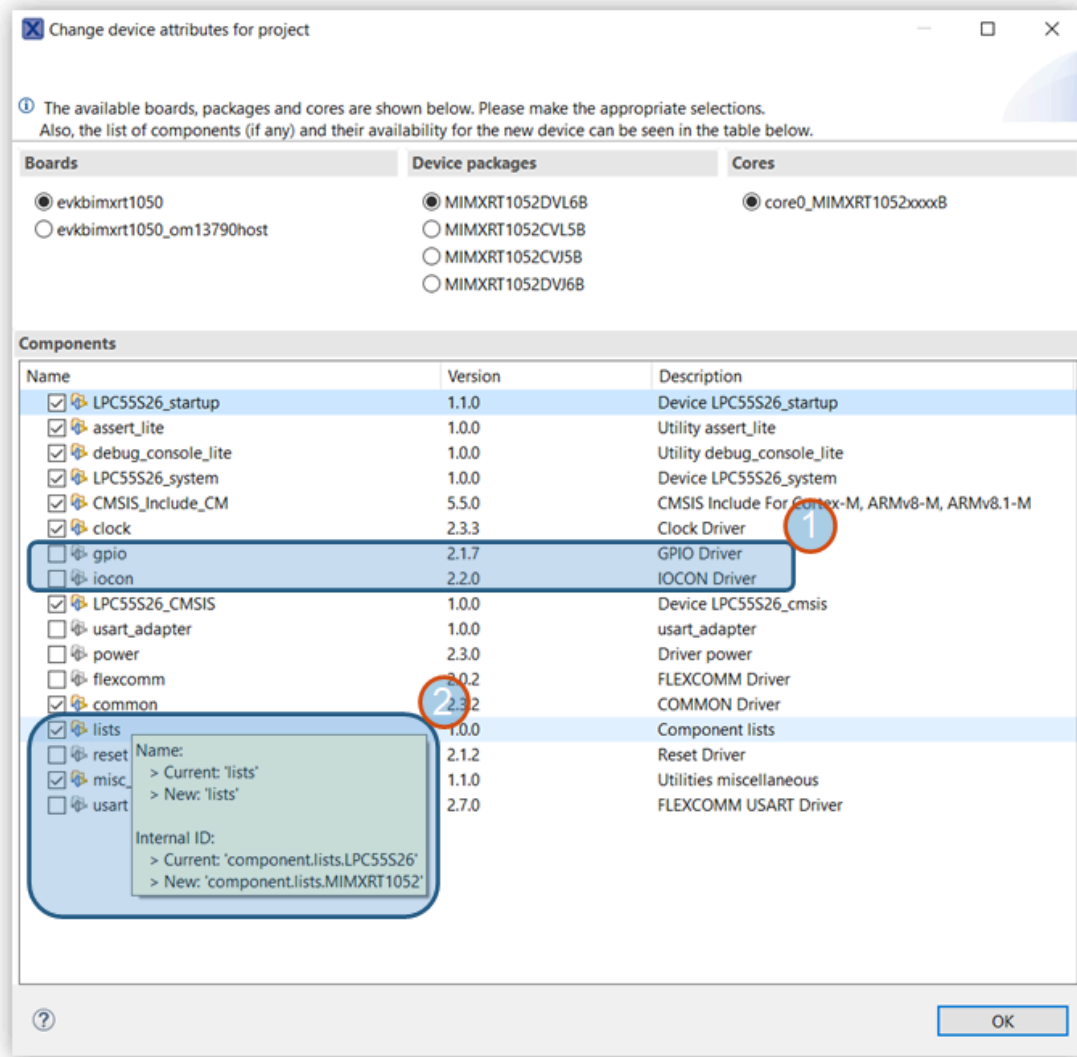 Change device attributes for project
The available boards, packages and cores are shown below. Please make the appropriate selections.
Also, the list of components (if any) and their availability for the new device can be seen in the table below.
Boards Device packages Cores
evkbimxrt1050 MIMXRT1052DVL6B core0_MIMXRT1052xxxxB
evkbimxrt1050_om13790host MIMXRT1052CVL5B
MIMXRT1052CVJ5B
MIMXRT1052DVJ6B
Components
Name Version Description
LPC55S26_startup 1.1.0 Device LPC55S26_startup
assert_lite 1.0.0 Utility assert_lite
debug_console_lite 1.0.0 Utility debug_console_lite
LPC55S26_system 1.0.0 Device LPC55S26_system
CMSIS_Include_CM 5.5.0 CMSIS Include For Cortex-M, ARMv8-M, ARMv8.1-M
clock 2.3.3 Clock Driver 1
gpio 2.1.7 GPIO Driver
iocon 2.2.0 IOCON Driver
LPC55S26_CMSIS 1.0.0 Device LPC55S26_cmsis
usart_adapter 1.0.0 usart_adapter
power 2.3.0 Driver power
flexcomm 2.0.2 FLEXCOMM Driver
common 2 2.3.2 COMMON Driver
lists 1.0.0 Component lists
reset 2.1.2 Reset Driver
misc_ 1.1.0 Utilities miscellaneous
usart 2.7.0 FLEXCOMM USART Driver
Name:
> Current: 'lists'
> New: 'lists'
Internal ID:
> Current: 'component.lists.LPC55S26'
> New: 'component.lists.MIMXRT1052'
OK